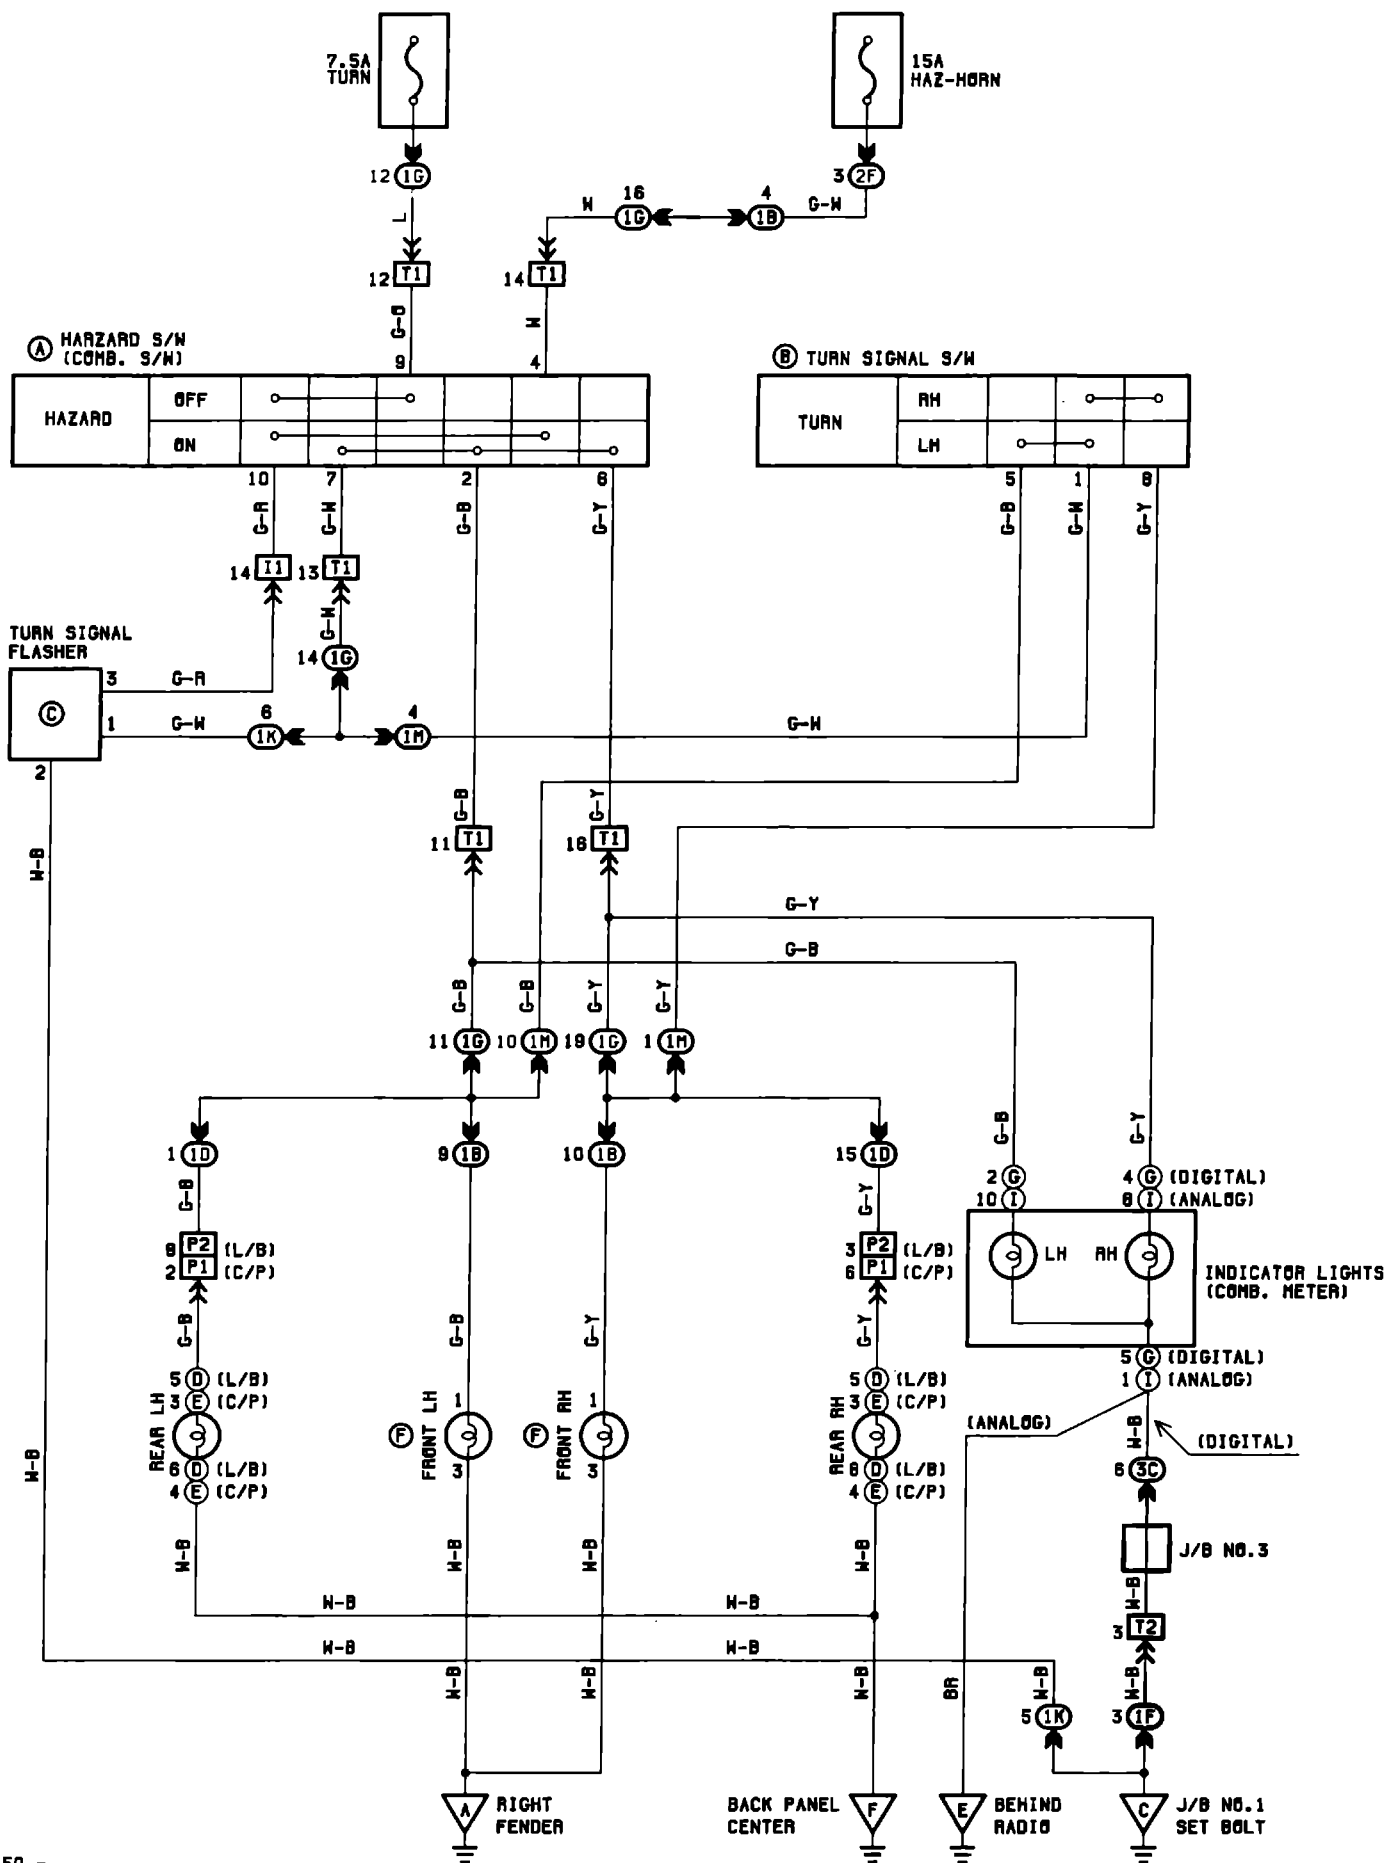 7.5A
TURN
15A
HAZ-HORN
12 1G
3 2F
L
W
16
1G
4
1B
G-W
12 T1
14 T1
G-O
W
A HARZARD S/W
(COMB. S/W)
9
4
B TURN SIGNAL S/W
HAZARD
OFF
ON
TURN
RH
LH
10
7
2
6
5
1
8
G-R
G-W
G-B
G-Y
G-B
G-W
G-Y
14 I1
13 T1
G-W
14 1G
TURN SIGNAL
FLASHER
C
3
G-R
1
G-W
6
1K
4
1M
G-W
2
W-B
G-B
G-Y
11 T1
16 T1
G-Y
G-B
G-B
G-B
G-Y
G-Y
11 1G
10 1M
19 1G
1 1M
1 1D
9 1B
10 1B
15 1D
G-B
G-Y
G-B
G-Y
2 G
10 I
4 G (DIGITAL)
8 I (ANALOG)
8 P2 (L/B)
2 P1 (C/P)
3 P2 (L/B)
6 P1 (C/P)
LH
RH
INDICATOR LIGHTS
(COMB. METER)
G-B
G-B
G-Y
G-Y
5 G (DIGITAL)
1 I (ANALOG)
5 D (L/B)
3 E (C/P)
REAR LH
6 D (L/B)
4 E (C/P)
F FRONT LH
1
3
F FRONT RH
1
3
5 D (L/B)
3 E (C/P)
REAR RH
6 D (L/B)
4 E (C/P)
(ANALOG)
W-B
(DIGITAL)
6 3C
W-B
W-B
W-B
W-B
W-B
J/B NO.3
W-B
W-B
W-B
3 T2
W-B
W-B
W-B
W-B
W-B
BR
W-B
W-B
5 1K
3 1F
A RIGHT
FENDER
BACK PANEL
CENTER
F
E BEHIND
RADIO
C J/B NO.1
SET BOLT